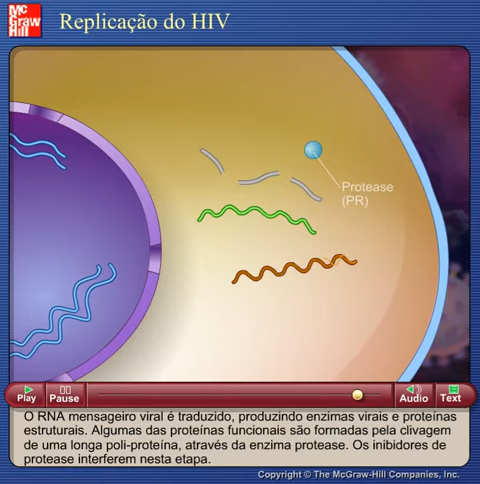 Mc
Graw
Hill
Replicação do HIV
Protease
(PR)
Play
Pause
Audio
Text
O RNA mensageiro viral é traduzido, produzindo enzimas virais e proteínas
estruturais. Algumas das proteínas funcionais são formadas pela clivagem
de uma longa poli-proteína, através da enzima protease. Os inibidores de
protease interferem nesta etapa.
Copyright © The McGraw-Hill Companies, Inc.